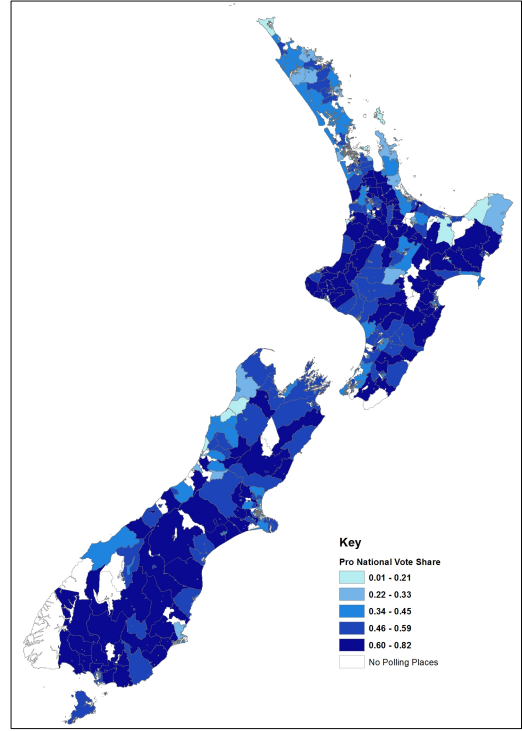 Key
Pro National Vote Share
0.01 - 0.21
0.22 - 0.33
0.34 - 0.45
0.46 - 0.59
0.60 - 0.82
No Polling Places